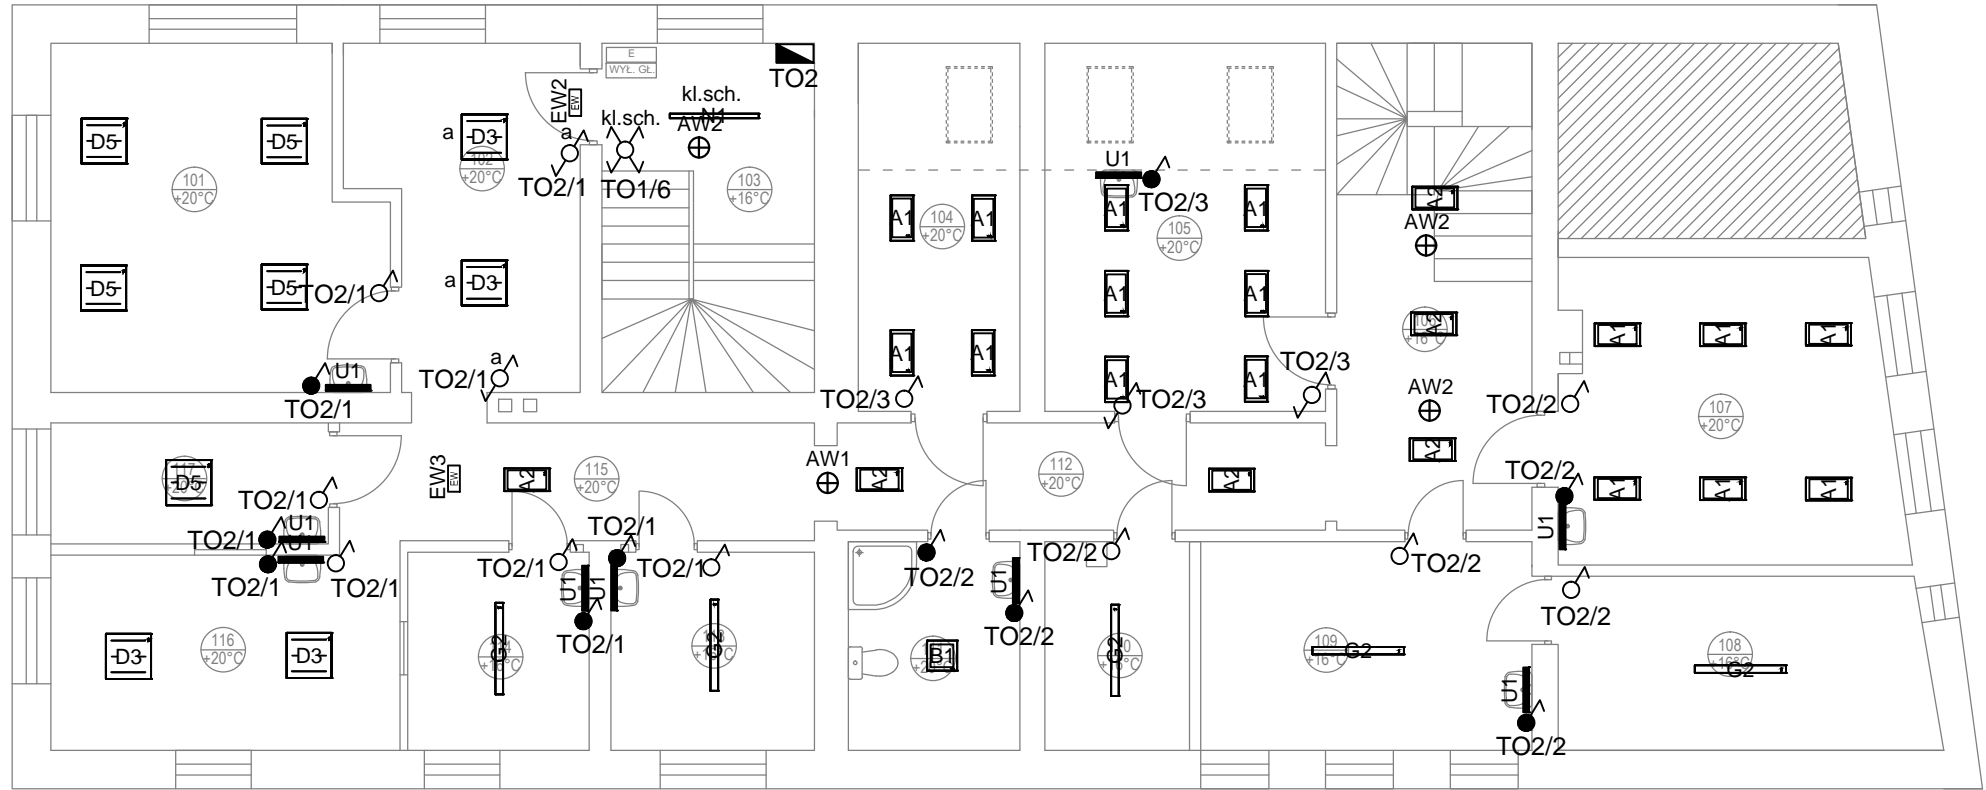 E
WYŁ. GŁ.
TO2
kl.sch.
N1
AW2
kl.sch.
TO1/6
EW2
EW
a
TO2/1
D5
D5
a
D3
102
+20°C
101
+20°C
103
+16°C
D5
D5
TO2/1
a
D3
a
TO2/1
U1
TO2/1
U1
TO2/3
A1
A1
104
+20°C
A1
A1
105
+20°C
A2
AW2
A1
A1
A2
+16°C
A1
A1
A1
A1
A1
A1
A1
TO2/3
TO2/3
TO2/3
AW2
TO2/2
107
+20°C
A2
D5
TO2/1
EW3
EW
A2
115
+20°C
AW1
A2
112
+20°C
A2
TO2/2
A1
A1
A1
U1
TO2/1
U1
TO2/1
U1
TO2/1
TO2/1
TO2/1
U1
U1
TO2/1
TO2/1
TO2/2
U1
TO2/2
TO2/2
TO2/2
TO2/2
D3
116
+20°C
D3
G2
G2
B1
G2
109
+16°C
G2
108
+16°C
G2
U1
TO2/2